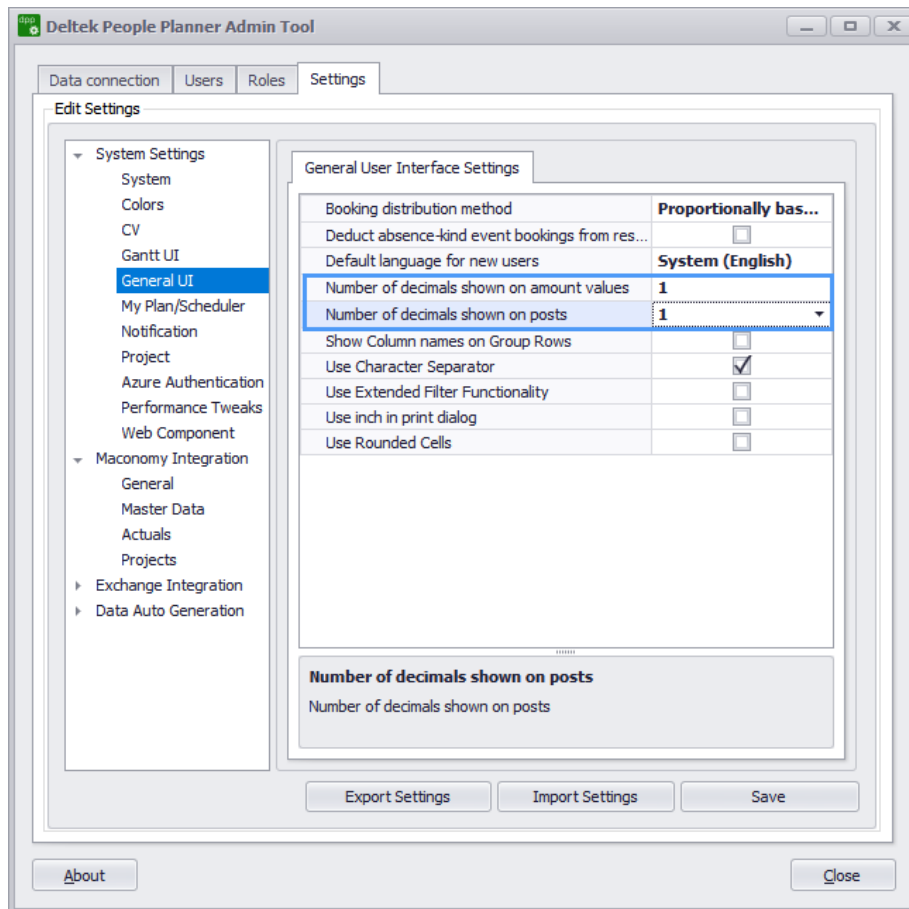 dpp
Deltek People Planner Admin Tool
Data connection
Users
Roles
Settings
Edit Settings
System Settings
System
Colors
CV
Gantt UI
General UI
My Plan/Scheduler
Notification
Project
Azure Authentication
Performance Tweaks
Web Component
Maconomy Integration
General
Master Data
Actuals
Projects
Exchange Integration
Data Auto Generation
General User Interface Settings
Booking distribution method Proportionally bas...
Deduct absence-kind event bookings from res...
Default language for new users System (English)
Number of decimals shown on amount values 1
Number of decimals shown on posts 1
Show Column names on Group Rows
Use Character Separator
Use Extended Filter Functionality
Use inch in print dialog
Use Rounded Cells
Number of decimals shown on posts
Number of decimals shown on posts
Export Settings
Import Settings
Save
About
Close